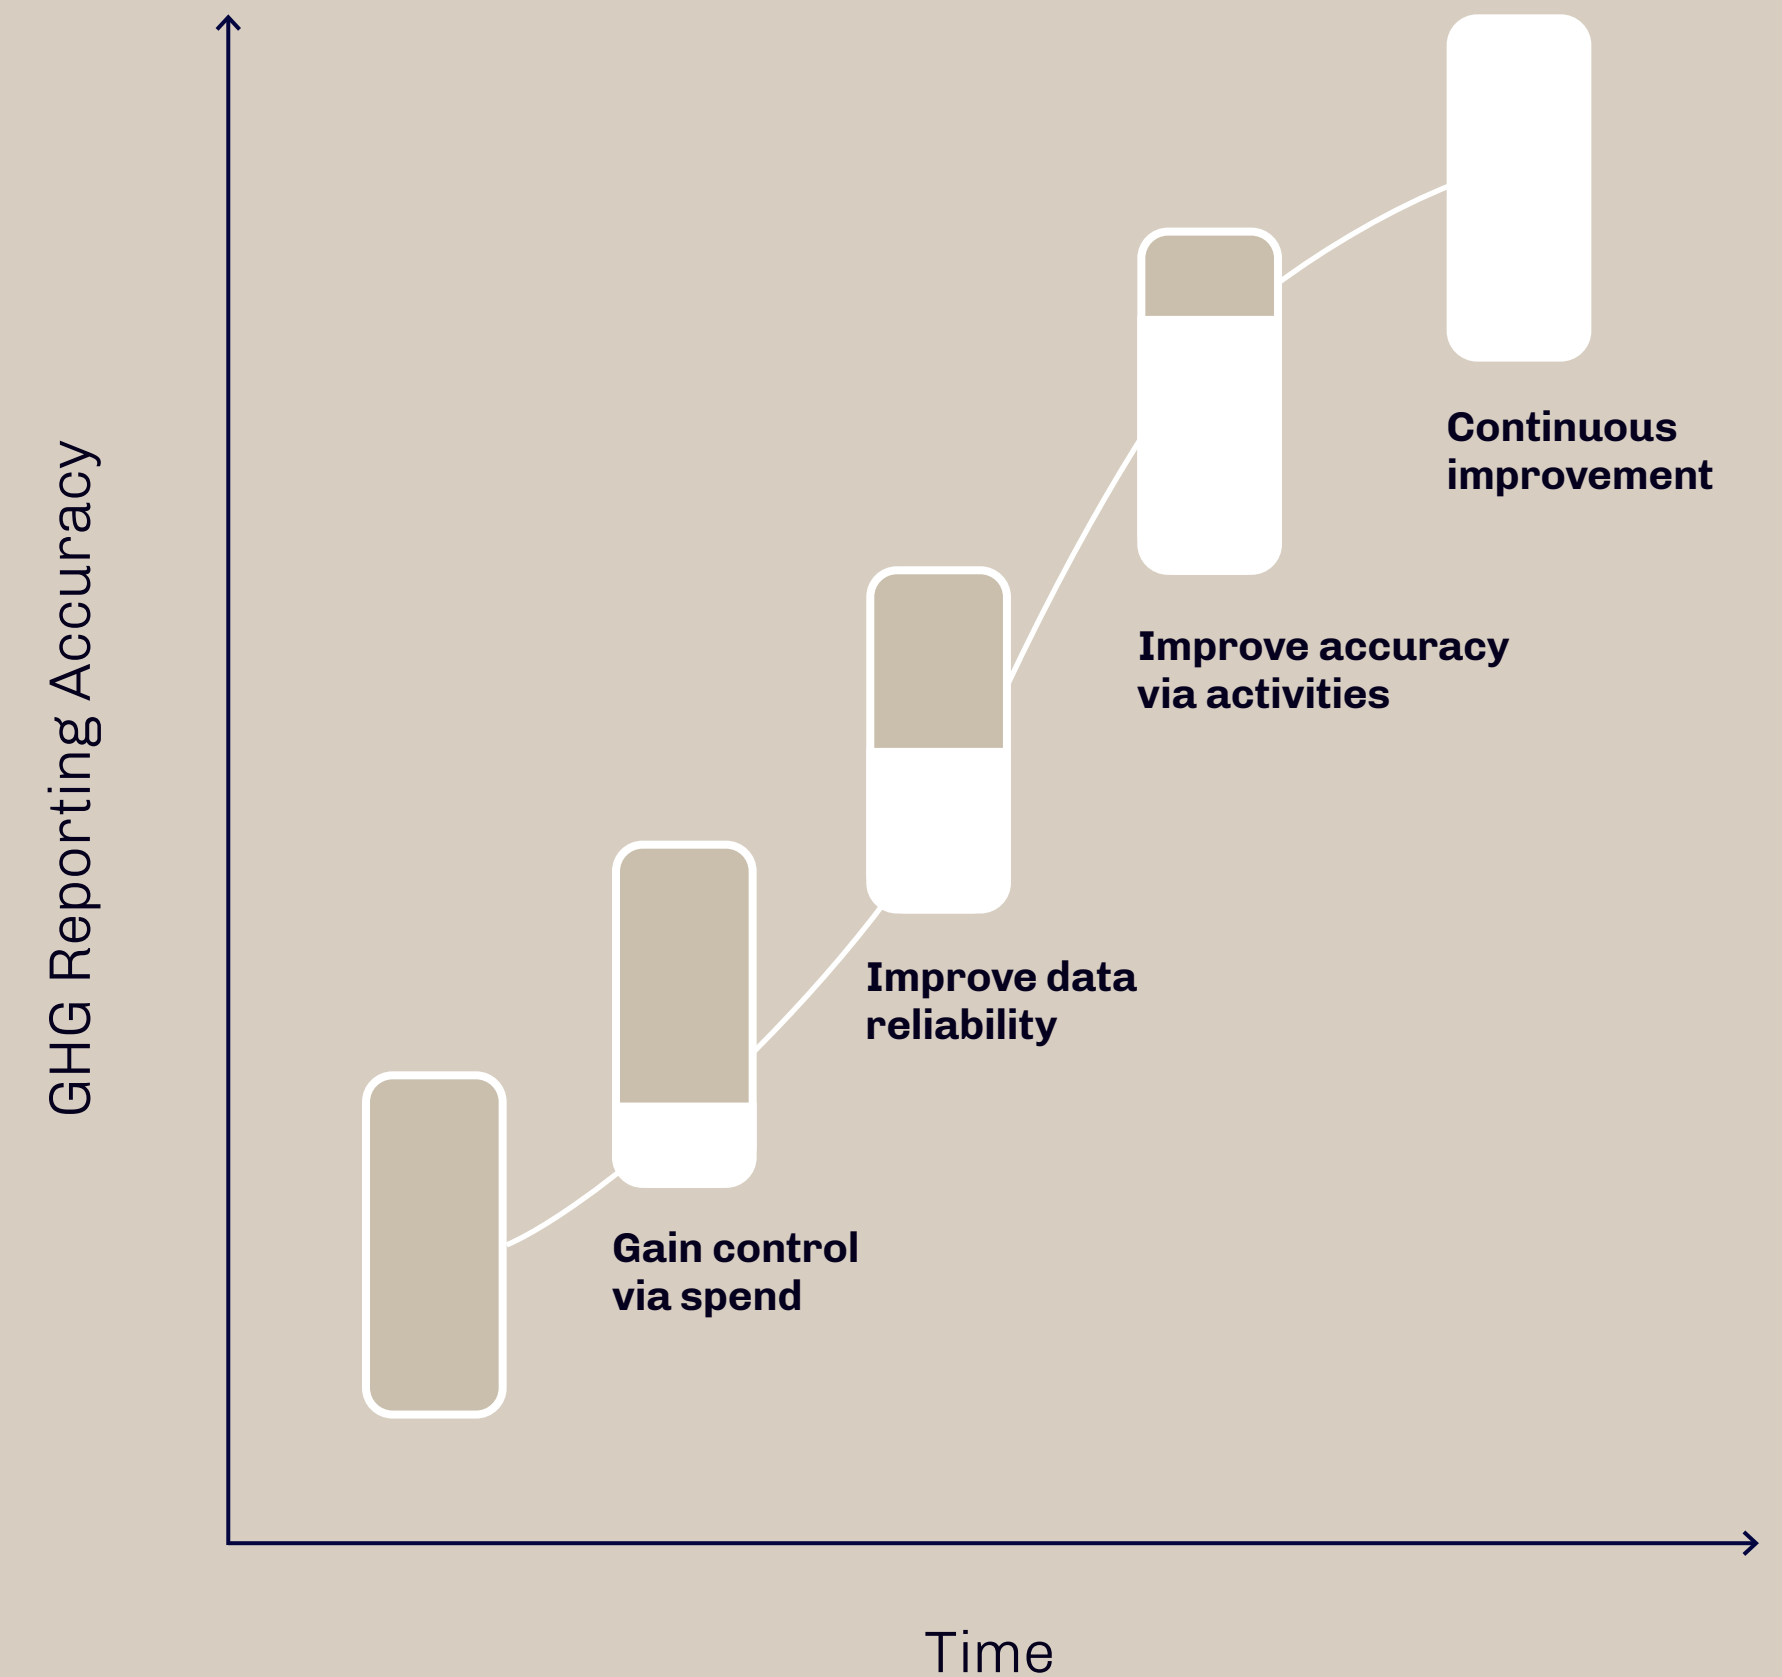 GHG Reporting Accuracy
Continuous
improvement
Improve accuracy
via activities
Improve data
reliability
Gain control
via spend
Time